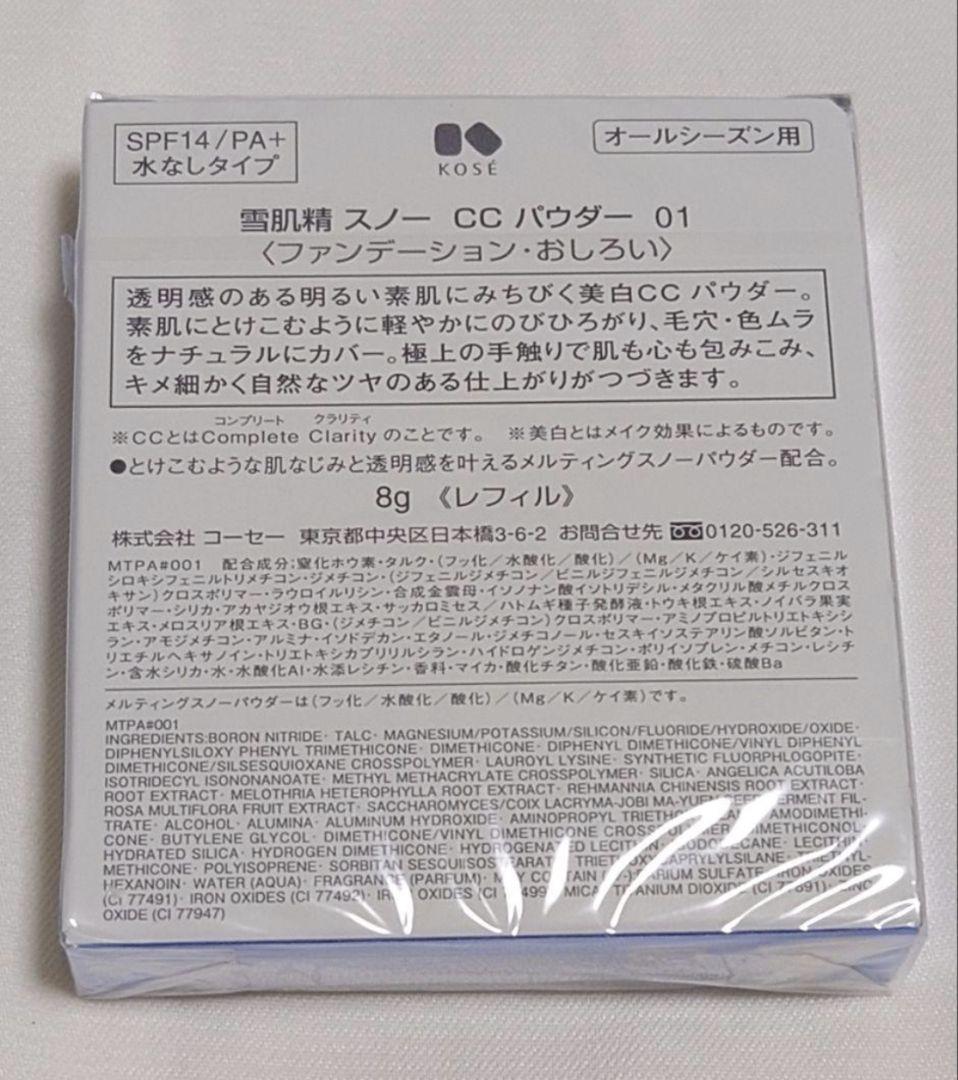 SPF14/PA+
水なしタイプ
KOSÉ
オールシーズン用
雪肌精 スノー CC パウダー 01
〈ファンデーション・おしろい〉
透明感のある明るい素肌にみちびく美白CC パウダー。
素肌にとけこむように軽やかにのびひろがり、毛穴・色ムラ
をナチュラルにカバー。極上の手触りで肌も心も包みこみ、
キメ細かく自然なツヤのある仕上がりがつづきます。
コンプリート クラリティ
※CCとはComplete Clarity のことです。 ※美白とはメイク効果によるものです。
●とけこむような肌なじみと透明感を叶えるメルティングスノーパウダー配合。
8g 《レフィル》
株式会社 コーセー 東京都中央区日本橋3-6-2 お問合せ先 0120-526-311
MTPA#001 配合成分:窒化ホウ素・タルク・(フッ化/水酸化/酸化)/(Mg/K/ケイ素)・ジフェニル
シロキシフェニルトリメチコン・ジメチコン・(ジフェニルジメチコン/ビニルジフェニルジメチコン/シルセスキオ
キサン)クロスポリマー・ラウロイルリシン・合成金雲母・イソノナン酸イソトリデシル・メタクリル酸メチルクロス
ポリマー・シリカ・アカヤジオウ根エキス・サッカロミセス/ハトムギ種子発酵液・トウキ根エキス・ノイバラ果実
エキス・メロスリア根エキス・BG・(ジメチコン/ビニルジメチコン)クロスポリマー・アミノプロピルトリエトキシシ
ラン・アモジメチコン・アルミナ・イソドデカン・エタノール・ジメチコノール・セスキイソステアリン酸ソルビタン・ト
リエチルヘキサノイン・トリエトキシカプリリルシラン・ハイドロゲンジメチコン・ポリイソプレン・メチコン・レシチ
ン・含水シリカ・水・水酸化Al・水添レシチン・香料・マイカ・酸化チタン・酸化亜鉛・酸化鉄・硫酸Ba
メルティングスノーパウダーは(フッ化/水酸化/酸化)/(Mg/K/ケイ素)です。
MTPA#001
INGREDIENTS:BORON NITRIDE· TALC· MAGNESIUM/POTASSIUM/SILICON/FLUORIDE/HYDROXIDE/OXIDE·
DIPHENYLSILOXY PHENYL TRIMETHICONE· DIMETHICONE· DIPHENYL DIMETHICONE/VINYL DIPHENYL
DIMETHICONE/SILSESQUIOXANE CROSSPOLYMER· LAUROYL LYSINE· SYNTHETIC FLUORPHLOGOPITE·
ISOTRIDECYL ISONONANOATE· METHYL METHACRYLATE CROSSPOLYMER· SILICA· ANGELICA ACUTILOBA
ROOT EXTRACT· MELOTHRIA HETEROPHYLLA ROOT EXTRACT· REHMANNIA CHINENSIS ROOT EXTRACT·
ROSA MULTIFLORA FRUIT EXTRACT· SACCHAROMYCES/COIX LACRYMA-JOBI MA-YUEN FERMENT FIL-
TRATE· ALCOHOL· ALUMINA· ALUMINUM HYDROXIDE· AMINOPROPYL AMODIMETHI-
CONE· BUTYLENE GLYCOL· DIMETHICONE/VINYL DIMETHICONE CROSSPOLYMER· DIMETHICONOL·
HYDRATED SILICA· HYDROGEN DIMETHICONE· HYDROGENATED LECITHIN· ISODODECANE· LECITHIN·
METHICONE· POLYISOPRENE· SORBITAN SESQUIISOSTEARATE· TRIETHOXYCAPRYLYLSILANE· TRIETHYL-
HEXANOIN· WATER (AQUA)· FRAGRANCE (PARFUM)· MAY CONTAIN (+/-) BARIUM SULFATE· IRON OXIDES
(CI 77491)· IRON OXIDES (CI 77492)· IRON OXIDES (CI 77499)· MICA· TITANIUM DIOXIDE (CI 77891)· ZINC
OXIDE (CI 77947)